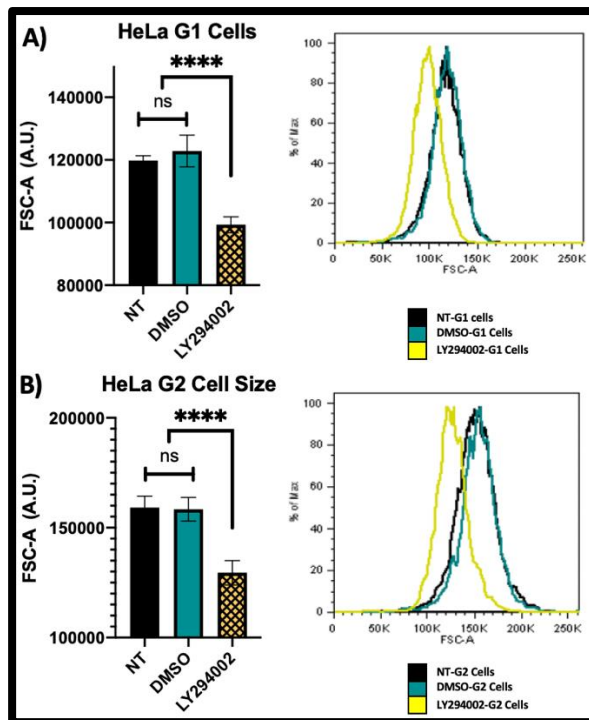 A)
HeLa G1 Cells
****
ns
140000
120000
100000
80000
FSC-A (A.U.)
NT
DMSO
LY294002
100
80
60
40
20
0
% of Max
0
50K
100K
150K
200K
250K
FSC-A
NT-G1 cells
DMSO-G1 Cells
LY294002-G1 Cells
B)
HeLa G2 Cell Size
****
ns
200000
150000
100000
FSC-A (A.U.)
NT
DMSO
LY294002
100
80
60
40
20
0
% of Max
0K
50K
100K
150K
200K
250K
FSC-A
NT-G2 Cells
DMSO-G2 Cells
LY294002-G2 Cells